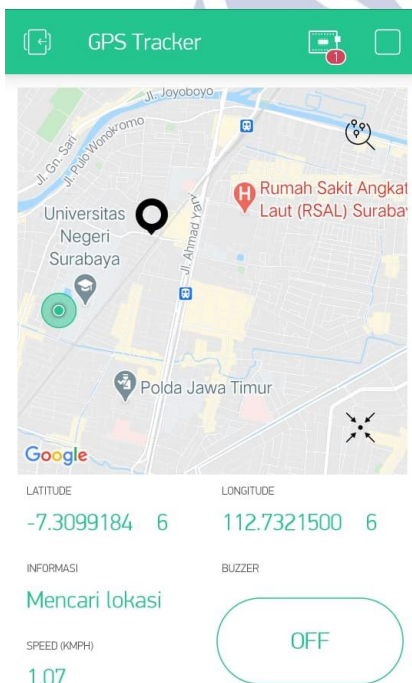 GPS Tracker
1
Jl. Joyoboyo
Jl. Gn. Sari
Jl. Pulo Wonokromo
Jl. Ahmad Yani
Universitas
Negeri
Surabaya
H
Rumah Sakit Angkat
Laut (RSAL) Surabay
Polda Jawa Timur
Google
LATITUDE
LONGITUDE
-7.3099184 6
112.7321500 6
INFORMASI
BUZZER
Mencari lokasi
OFF
SPEED (KMPH)
1.07